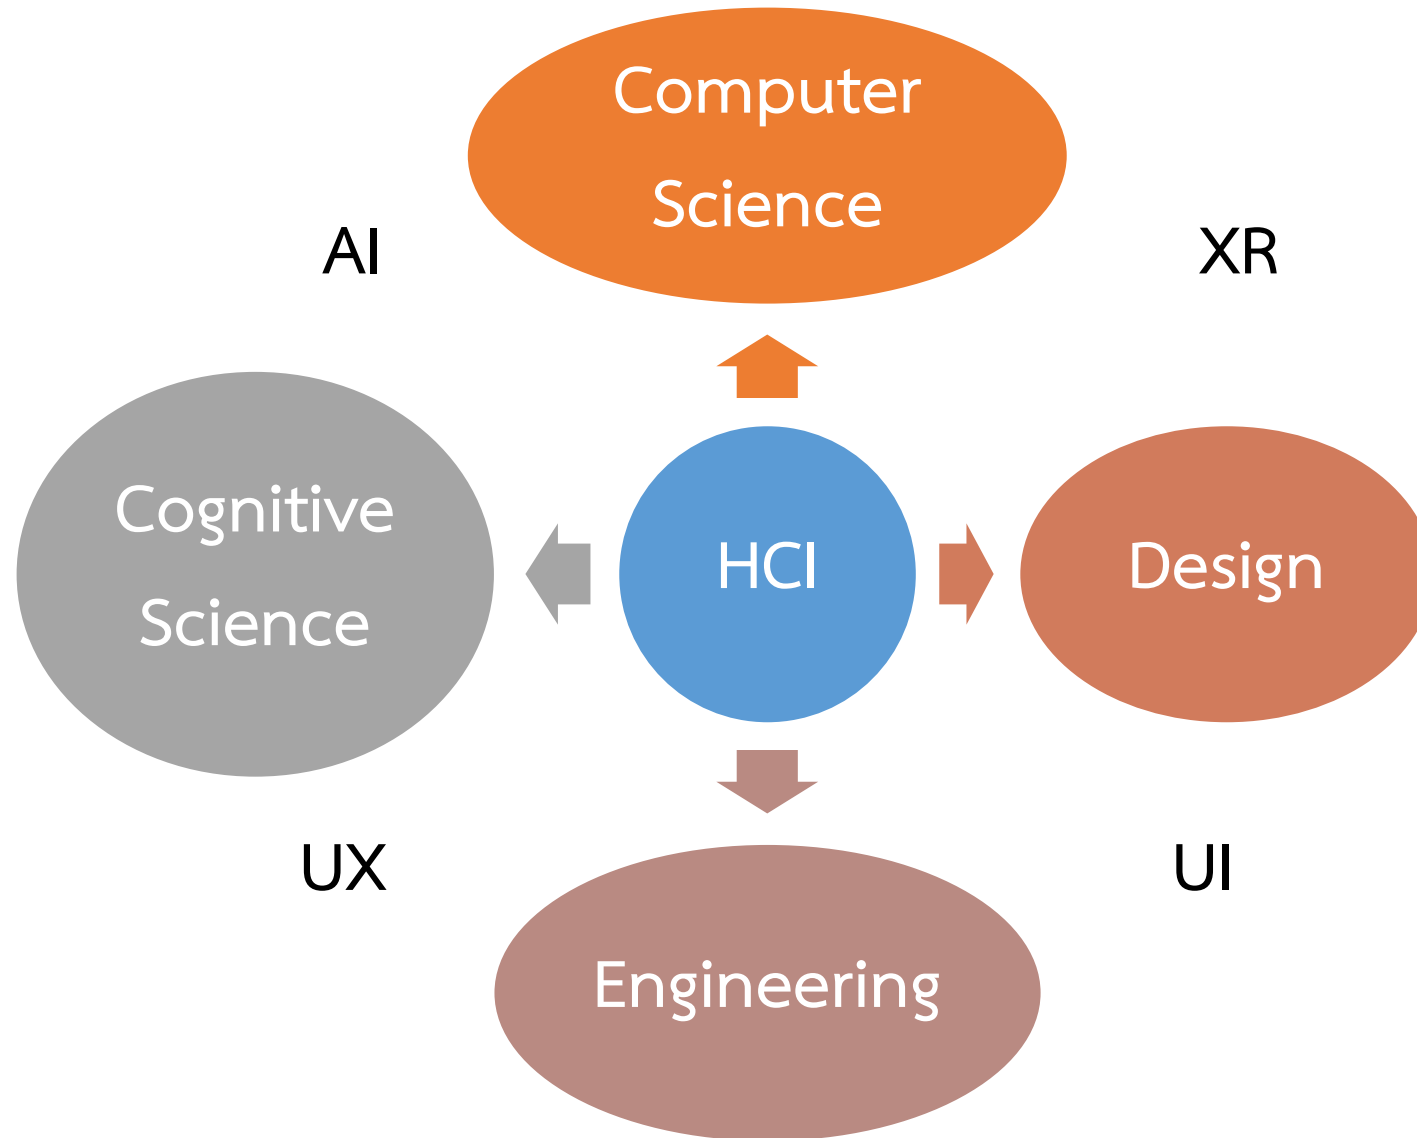 Computer
Science
AI
XR
Cognitive
Science
HCI
Design
UX
UI
Engineering